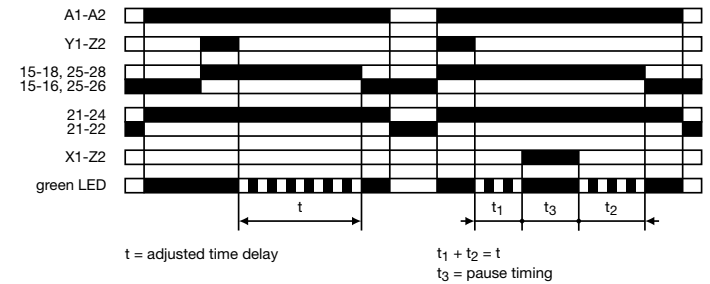 A1-A2
Y1-Z2
15-18, 25-28
15-16, 25-26
21-24
21-22
X1-Z2
green LED
t
t1
t3
t2
t = adjusted time delay
t1 + t2 = t
t3 = pause timing